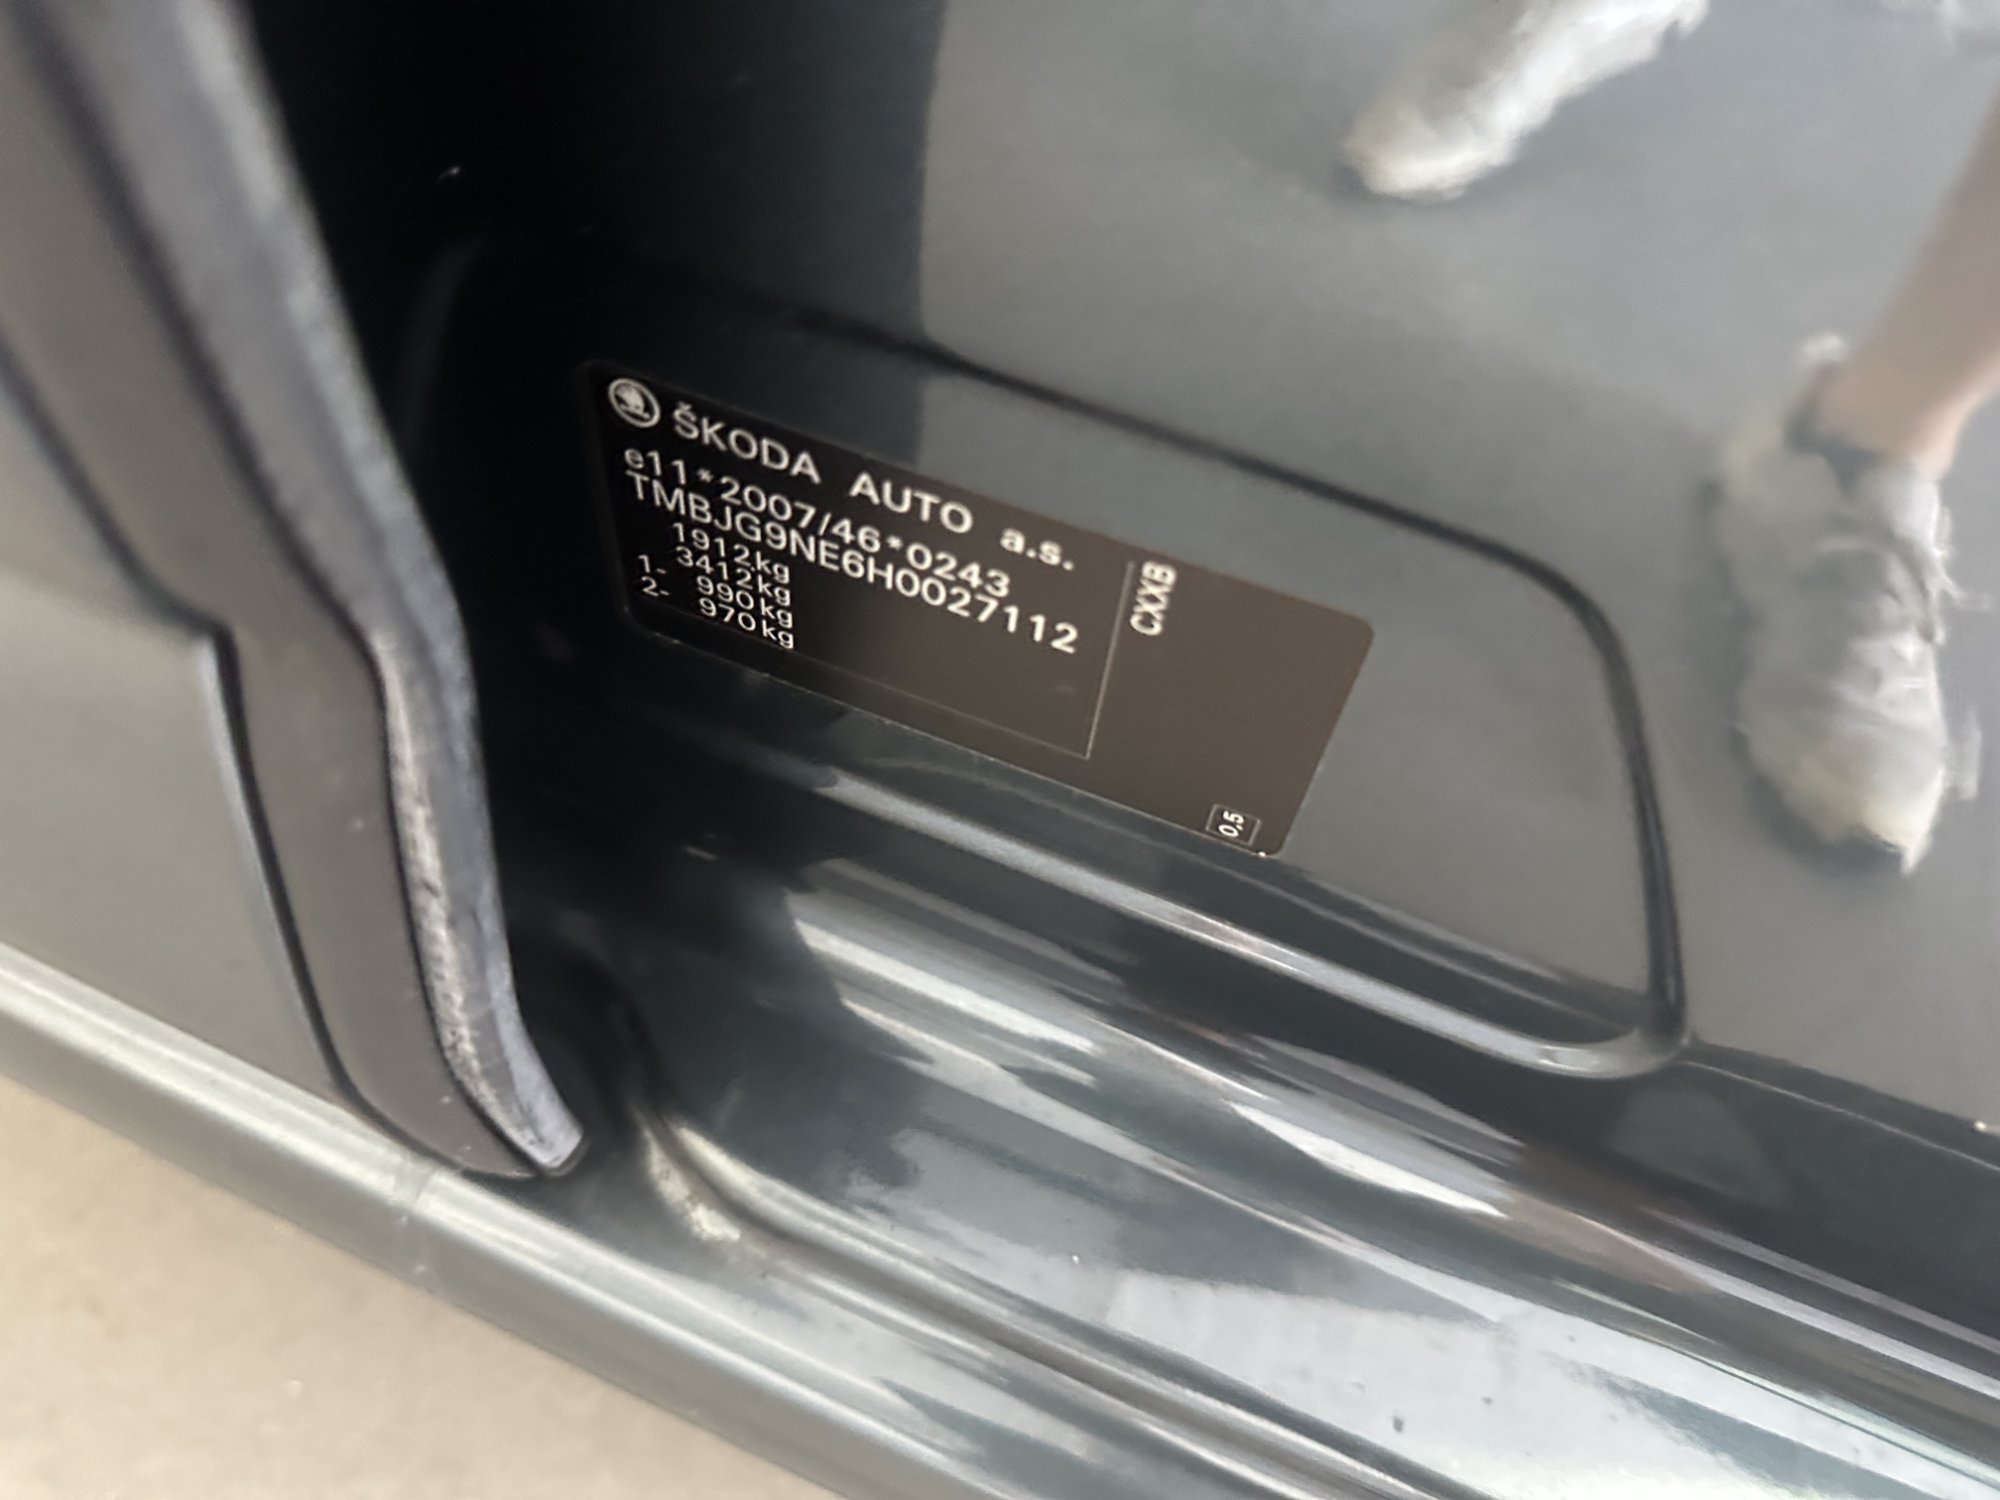 ŠKODA AUTO a.s.
e11*2007/46*0243
TMBJG9NE6H0027112
1912kg
3412kg
1- 990kg
2- 970kg
CXXB
0,5